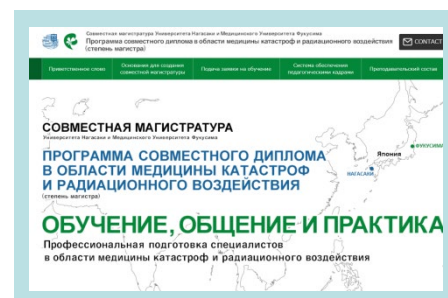 Совместная магистратура Университета Нагасаки и Медицинского Университета Фукусима
Программа совместного диплома в области медицины катастроф и радиационного воздействия
(степень магистра)
CONTACT
Приветственное слово
Основания для создания
совместной магистратуры
Подача заявки на обучение
Система обеспечения
педагогическими кадрами
Преподавательский состав
СОВМЕСТНАЯ МАГИСТРАТУРА
Университета Нагасаки и Медицинского Университета Фукусима
ПРОГРАММА СОВМЕСТНОГО ДИПЛОМА
В ОБЛАСТИ МЕДИЦИНЫ КАТАСТРОФ
И РАДИАЦИОННОГО ВОЗДЕЙСТВИЯ
(степень магистра)
Япония
ФУКУСИМА
НАГАСАКИ
ОБУЧЕНИЕ, ОБЩЕНИЕ И ПРАКТИКА
Профессиональная подготовка специалистов
в области медицины катастроф и радиационного воздействия